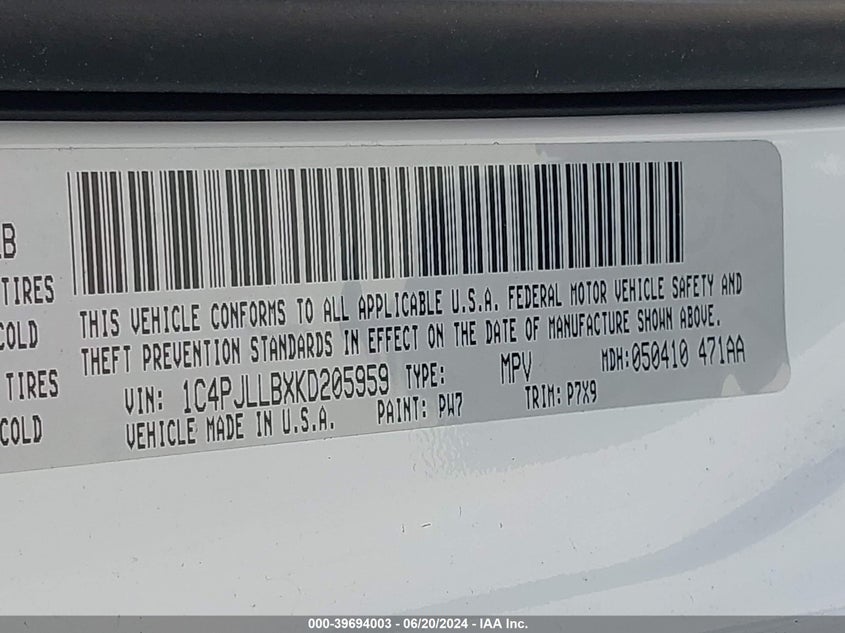 B
TIRES
COLD
TIRES
COLD
THIS VEHICLE CONFORMS TO ALL APPLICABLE U.S.A. FEDERAL MOTOR VEHICLE SAFETY AND
THEFT PREVENTION STANDARDS IN EFFECT ON THE DATE OF MANUFACTURE SHOWN ABOVE.
VIN: 1C4PJLLBXKD205959 TYPE: MPV MDH:050410 471AA
VEHICLE MADE IN U.S.A. PAINT: PW7 TRIM: P7X9
000-39694003 - 06/20/2024 - IAA Inc.